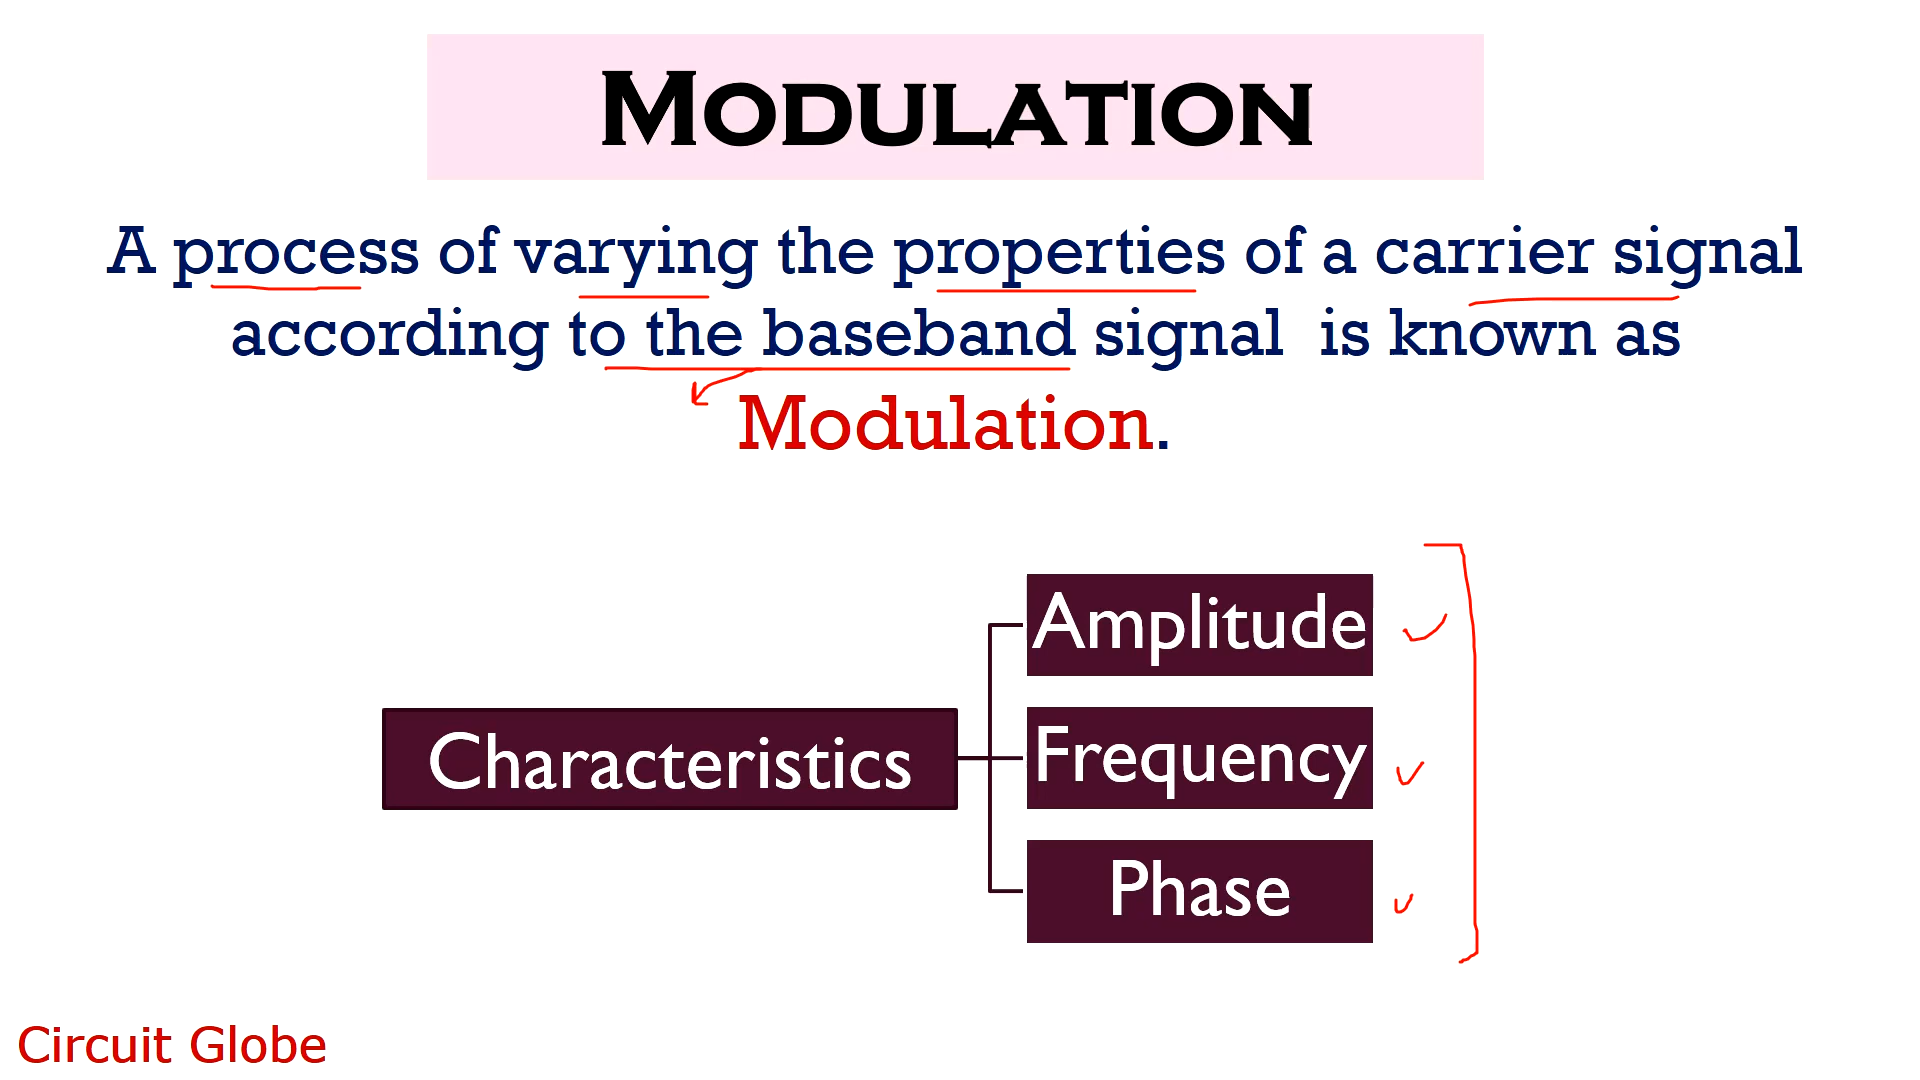 MODULATION
A process of varying the properties of a carrier signal
according to the baseband signal is known as
Modulation.
Amplitude
Characteristics
Frequency
Phase
Circuit Globe